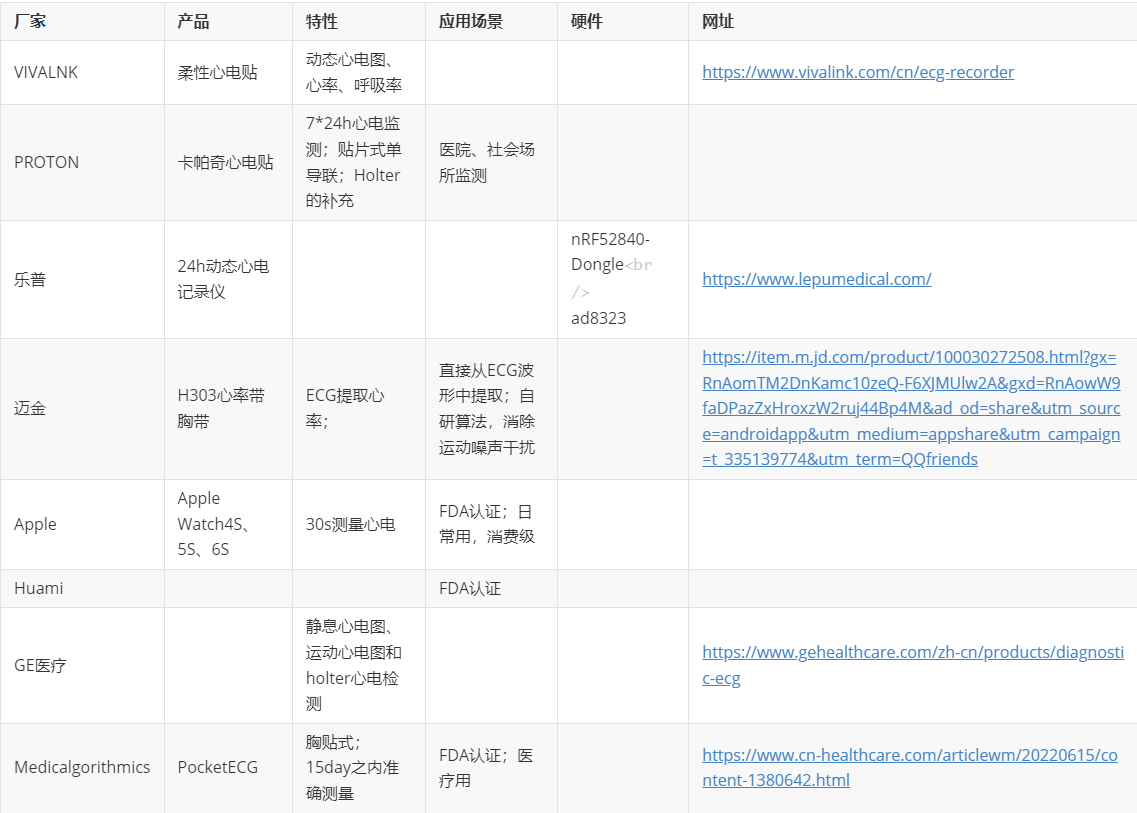 厂家 产品 特性 应用场景 硬件 网址
VIVALNK 柔性心电贴 动态心电图、
心率、呼吸率 https://www.vivalink.com/cn/ecg-recorder
PROTON 卡帕奇心电贴 7*24h心电监
测；贴片式单
导联；Holter
的补充 医院、社会场
所监测
乐普 24h动态心电
记录仪 nRF52840-
Dongle<br
/>
ad8323 https://www.lepumedical.com/
迈金 H303心率带
胸带 ECG提取心
率； 直接从ECG波
形中提取；自
研算法，消除
运动噪声干扰 https://item.m.jd.com/product/100030272508.html?gx=
RnAomTM2DnKamc10zeQ-F6XJMUlw2A&gxd=RnAowW9
faDPazZxHroxzW2ruj44Bp4M&ad_od=share&utm_sourc
e=androidapp&utm_medium=appshare&utm_campaign
=t_335139774&utm_term=QQfriends
Apple Apple
Watch4S、
5S、6S 30s测量心电 FDA认证；日
常用，消费级
Huami FDA认证
GE医疗 静息心电图、
运动心电图和
holter心电检
测 https://www.gehealthcare.com/zh-cn/products/diagnosti
c-ecg
Medicalgorithmics PocketECG 胸贴式；
15day之内准
确测量 FDA认证；医
疗用 https://www.cn-healthcare.com/articlewm/20220615/co
ntent-1380642.html